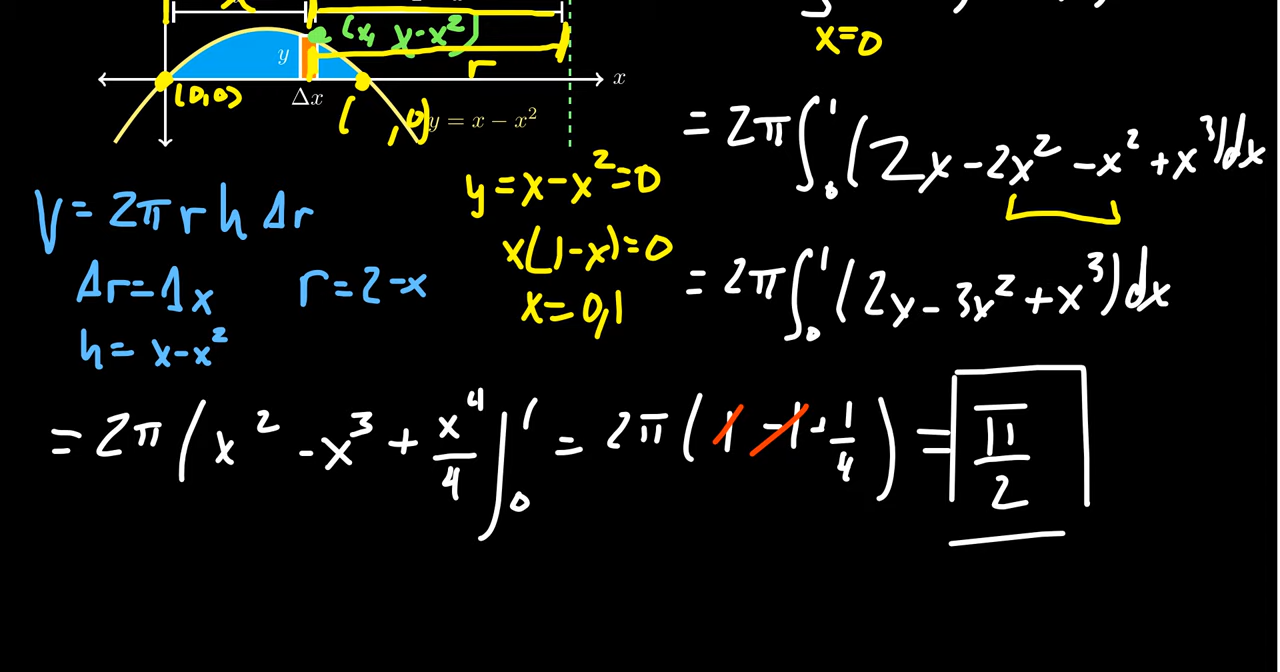 x=0
(x, x-x²)
y
r
x
(0,0)
Δx
( 1, 0)
y = x − x²
= 2π ∫₀¹ (2x − 2x² − x² + x³)dx
V = 2π r h Δr
y = x − x² = 0
Δr = Δx
r = 2 − x
x(1−x)=0
= 2π ∫₀¹ (2x − 3x² + x³)dx
h = x − x²
x = 0,1
= 2π (x² − x³ + x⁴/4 ]₀¹ = 2π (1 − 1 + 1/4) = π/2